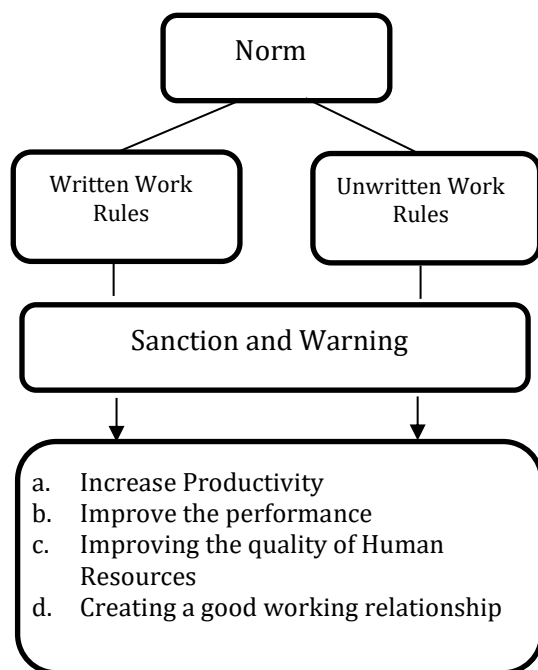 Norm
Written Work
Rules
Unwritten Work
Rules
Sanction and Warning
a. Increase Productivity
b. Improve the performance
c. Improving the quality of Human
Resources
d. Creating a good working relationship